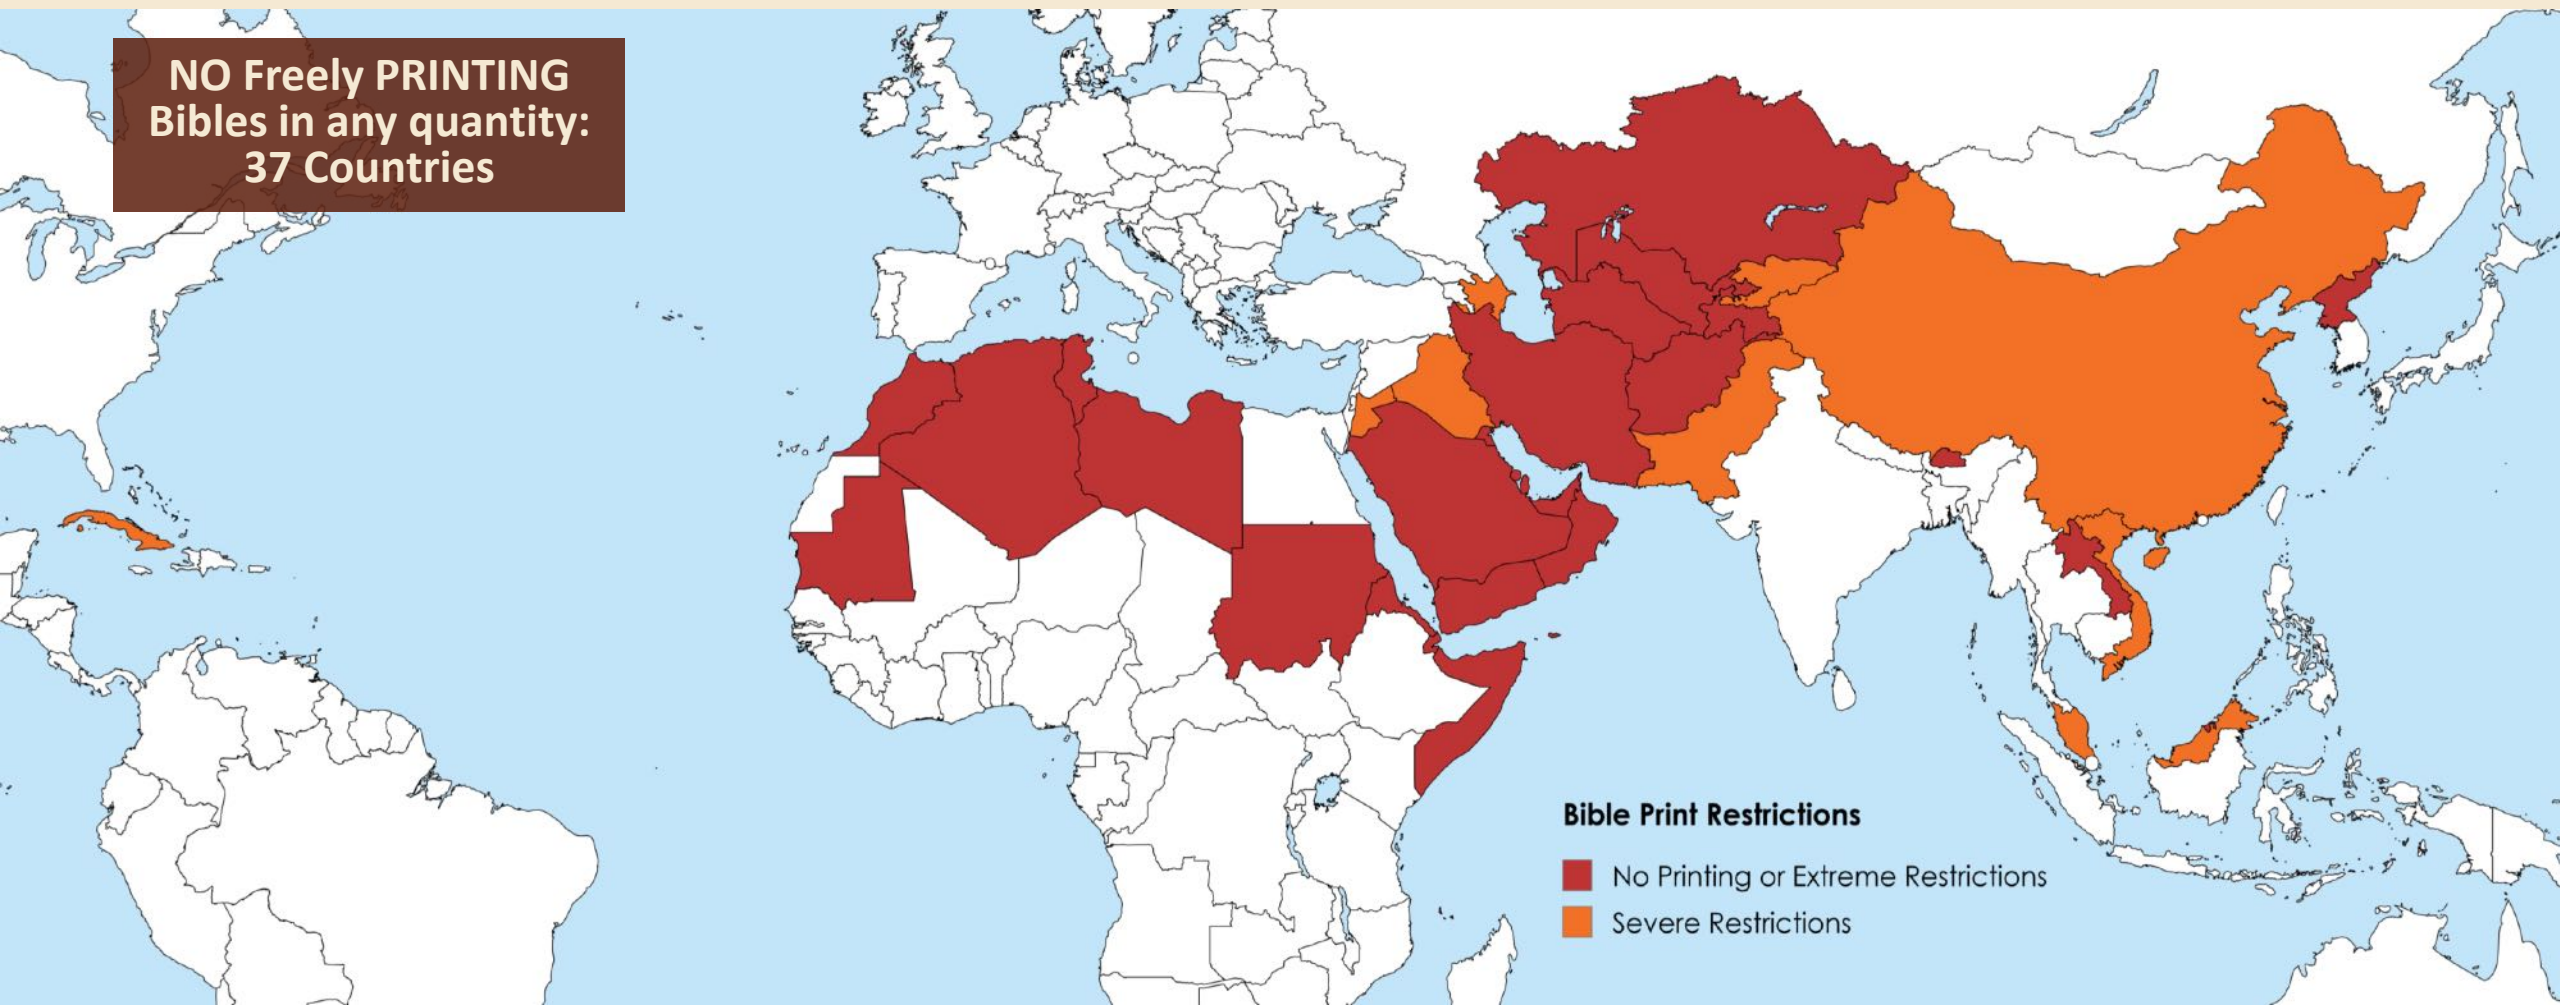 NO Freely PRINTING
Bibles in any quantity:
37 Countries
Bible Print Restrictions
No Printing or Extreme Restrictions
Severe Restrictions